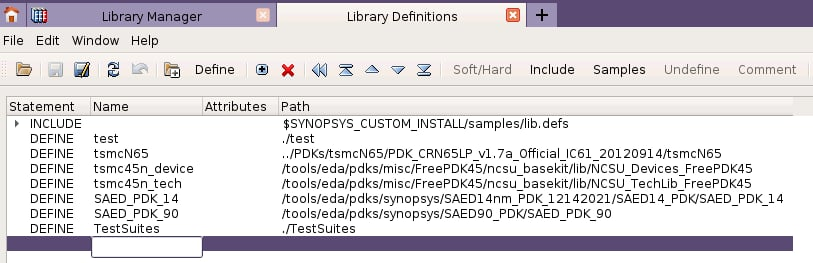 Library Manager Library Definitions
File Edit Window Help
Define Soft/Hard Include Samples Undefine Comment
Statement Name Attributes Path
INCLUDE $SYNOPSYS_CUSTOM_INSTALL/samples/lib.defs
DEFINE test ./test
DEFINE tsmcN65 ../PDKs/tsmcN65/PDK_CRN65LP_v1.7a_Official_IC61_20120914/tsmcN65
DEFINE tsmc45n_device /tools/eda/pdks/misc/FreePDK45/ncsu_basekit/lib/NCSU_Devices_FreePDK45
DEFINE tsmc45n_tech /tools/eda/pdks/misc/FreePDK45/ncsu_basekit/lib/NCSU_TechLib_FreePDK45
DEFINE SAED_PDK_14 /tools/eda/pdks/synopsys/SAED14nm_PDK_12142021/SAED14_PDK/SAED_PDK_14
DEFINE SAED_PDK_90 /tools/eda/pdks/synopsys/SAED90_PDK/SAED_PDK_90
DEFINE TestSuites ./TestSuites